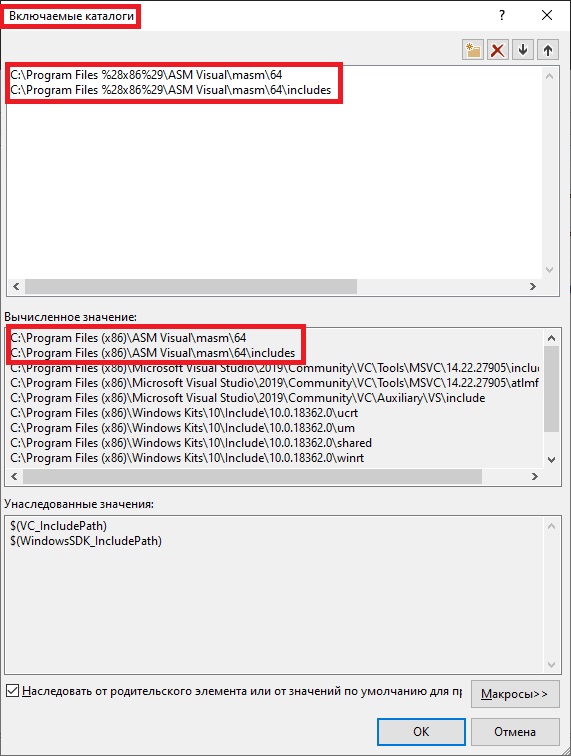 Включаемые каталоги
?
C:\Program Files %28x86%29\ASM Visual\masm\64
C:\Program Files %28x86%29\ASM Visual\masm\64\includes
Вычисленное значение:
C:\Program Files (x86)\ASM Visual\masm\64
C:\Program Files (x86)\ASM Visual\masm\64\includes
C:\Program Files (x86)\Microsoft Visual Studio\2019\Community\VC\Tools\MSVC\14.22.27905\inclu
C:\Program Files (x86)\Microsoft Visual Studio\2019\Community\VC\Tools\MSVC\14.22.27905\atlmf
C:\Program Files (x86)\Microsoft Visual Studio\2019\Community\VC\Auxiliary\VS\include
C:\Program Files (x86)\Windows Kits\10\Include\10.0.18362.0\ucrt
C:\Program Files (x86)\Windows Kits\10\Include\10.0.18362.0\um
C:\Program Files (x86)\Windows Kits\10\Include\10.0.18362.0\shared
C:\Program Files (x86)\Windows Kits\10\Include\10.0.18362.0\winrt
Унаследованные значения:
$(VC_IncludePath)
$(WindowsSDK_IncludePath)
Наследовать от родительского элемента или от значений по умолчанию для пр
Макросы>>
OK
Отмена